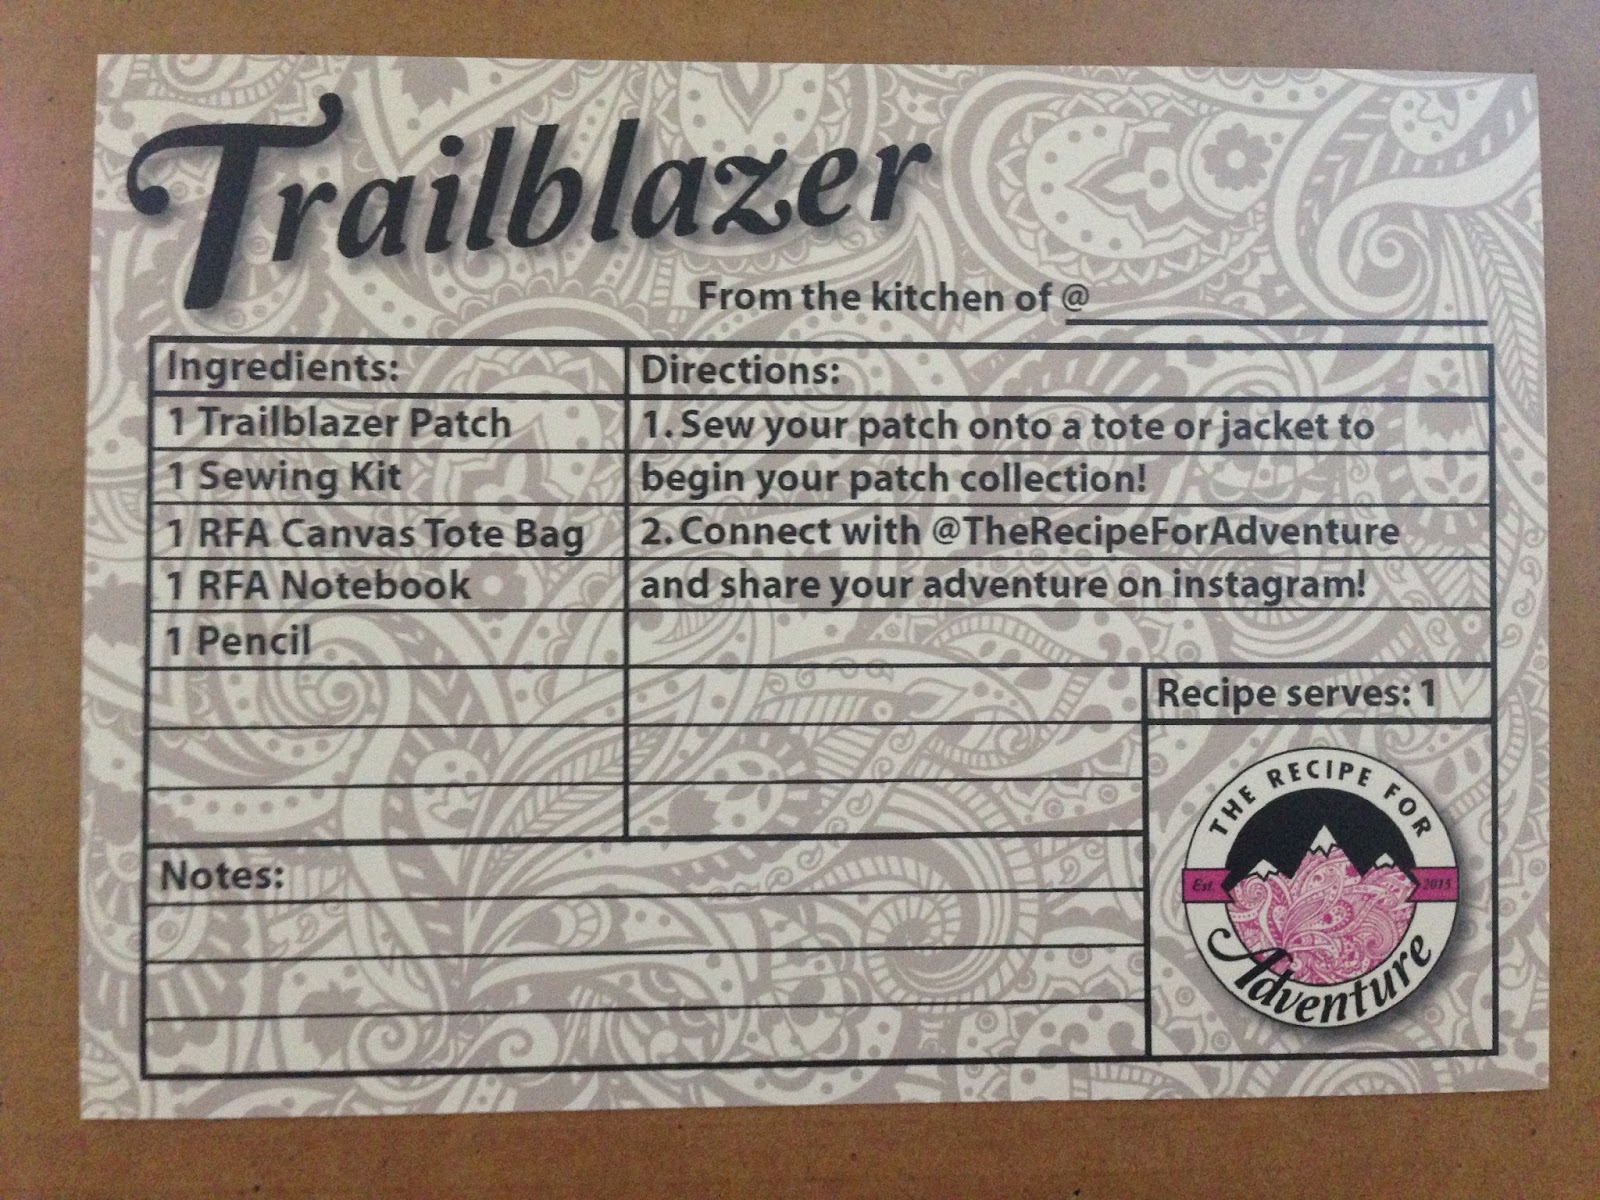 Trailblazer
From the kitchen of @
Ingredients:
1 Trailblazer Patch
1 Sewing Kit
1 RFA Canvas Tote Bag
1 RFA Notebook
1 Pencil
Directions:
1. Sew your patch onto a tote or jacket to
begin your patch collection!
2. Connect with @TheRecipeForAdventure
and share your adventure on instagram!
Recipe serves: 1
THE RECIPE FOR
Est. 2015
Adventure
Notes: